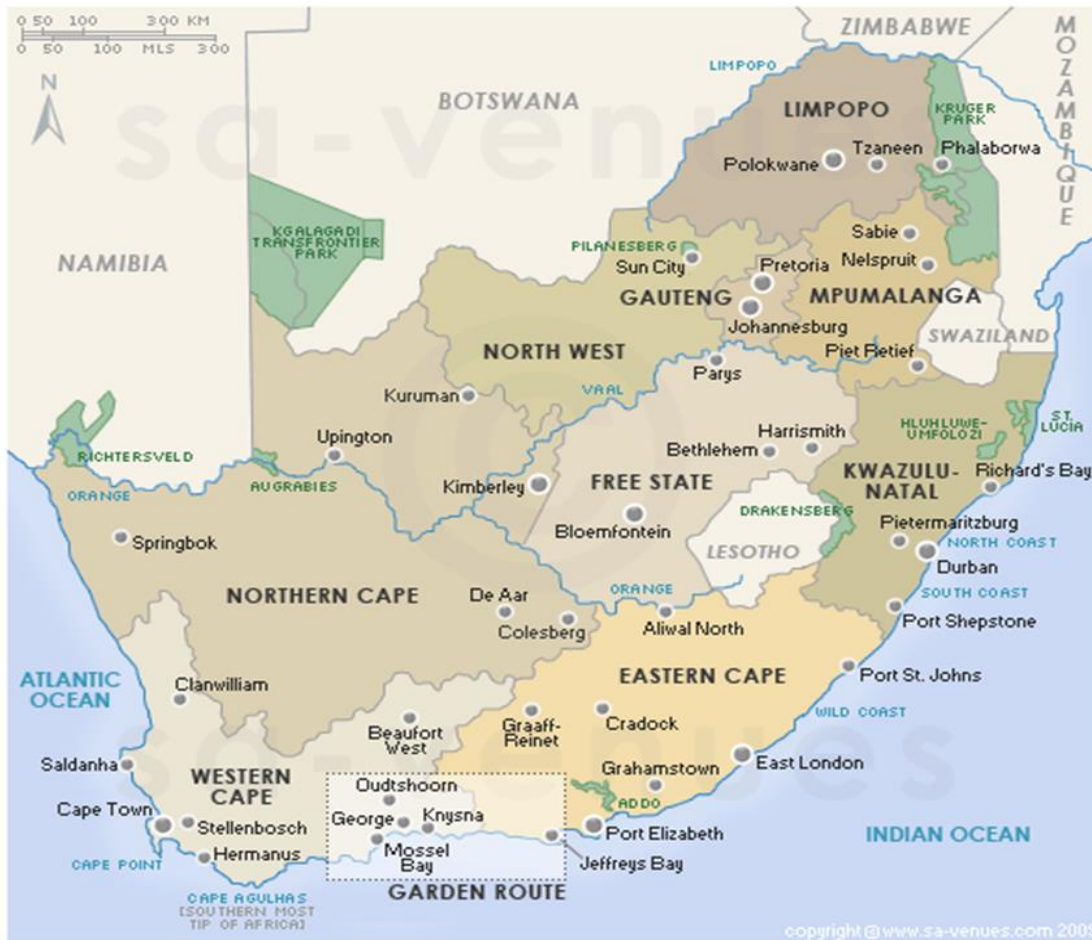 0 50 100 300 KM
0 50 100 MLS 300
N
ZIMBABWE
MOZAMBIQUE
BOTSWANA
NAMIBIA
SWAZILAND
LESOTHO
LIMPOPO
LIMPOPO
KRUGER
PARK
Polokwane
Tzaneen
Phalaborwa
KGALAGADI
TRANSFRONTIER
PARK
PILANESBERG
Sun City
Pretoria
GAUTENG
Johannesburg
Sabie
Nelspruit
MPUMALANGA
Piet Retief
NORTH WEST
Kuruman
VAAL
Parys
Upington
RICHTERSVELD
ORANGE
AUGRABIES
Kimberley
Harrismith
Bethlehem
FREE STATE
Bloemfontein
HLUHLUWE-
UMFOLOZI
ST.
LUCIA
KWAZULU-
NATAL
Richard's Bay
DRAKENSBERG
Pietermaritzburg
NORTH COAST
Durban
SOUTH COAST
Port Shepstone
Springbok
NORTHERN CAPE
De Aar
Colesberg
ORANGE
Aliwal North
EASTERN CAPE
Port St. Johns
WILD COAST
ATLANTIC
OCEAN
Clanwilliam
Beaufort
West
Graaff-
Reinet
Cradock
Saldanha
WESTERN
CAPE
Oudtshoorn
Grahamstown
East London
Cape Town
Stellenbosch
George
Knysna
ADDO
Port Elizabeth
INDIAN OCEAN
CAPE POINT
Hermanus
Mossel
Bay
Jeffreys Bay
GARDEN ROUTE
CAPE AGULHAS
[SOUTHERN MOST
TIP OF AFRICA]
sa-venues
©
sa-venues
copyright@www.sa-venues.com